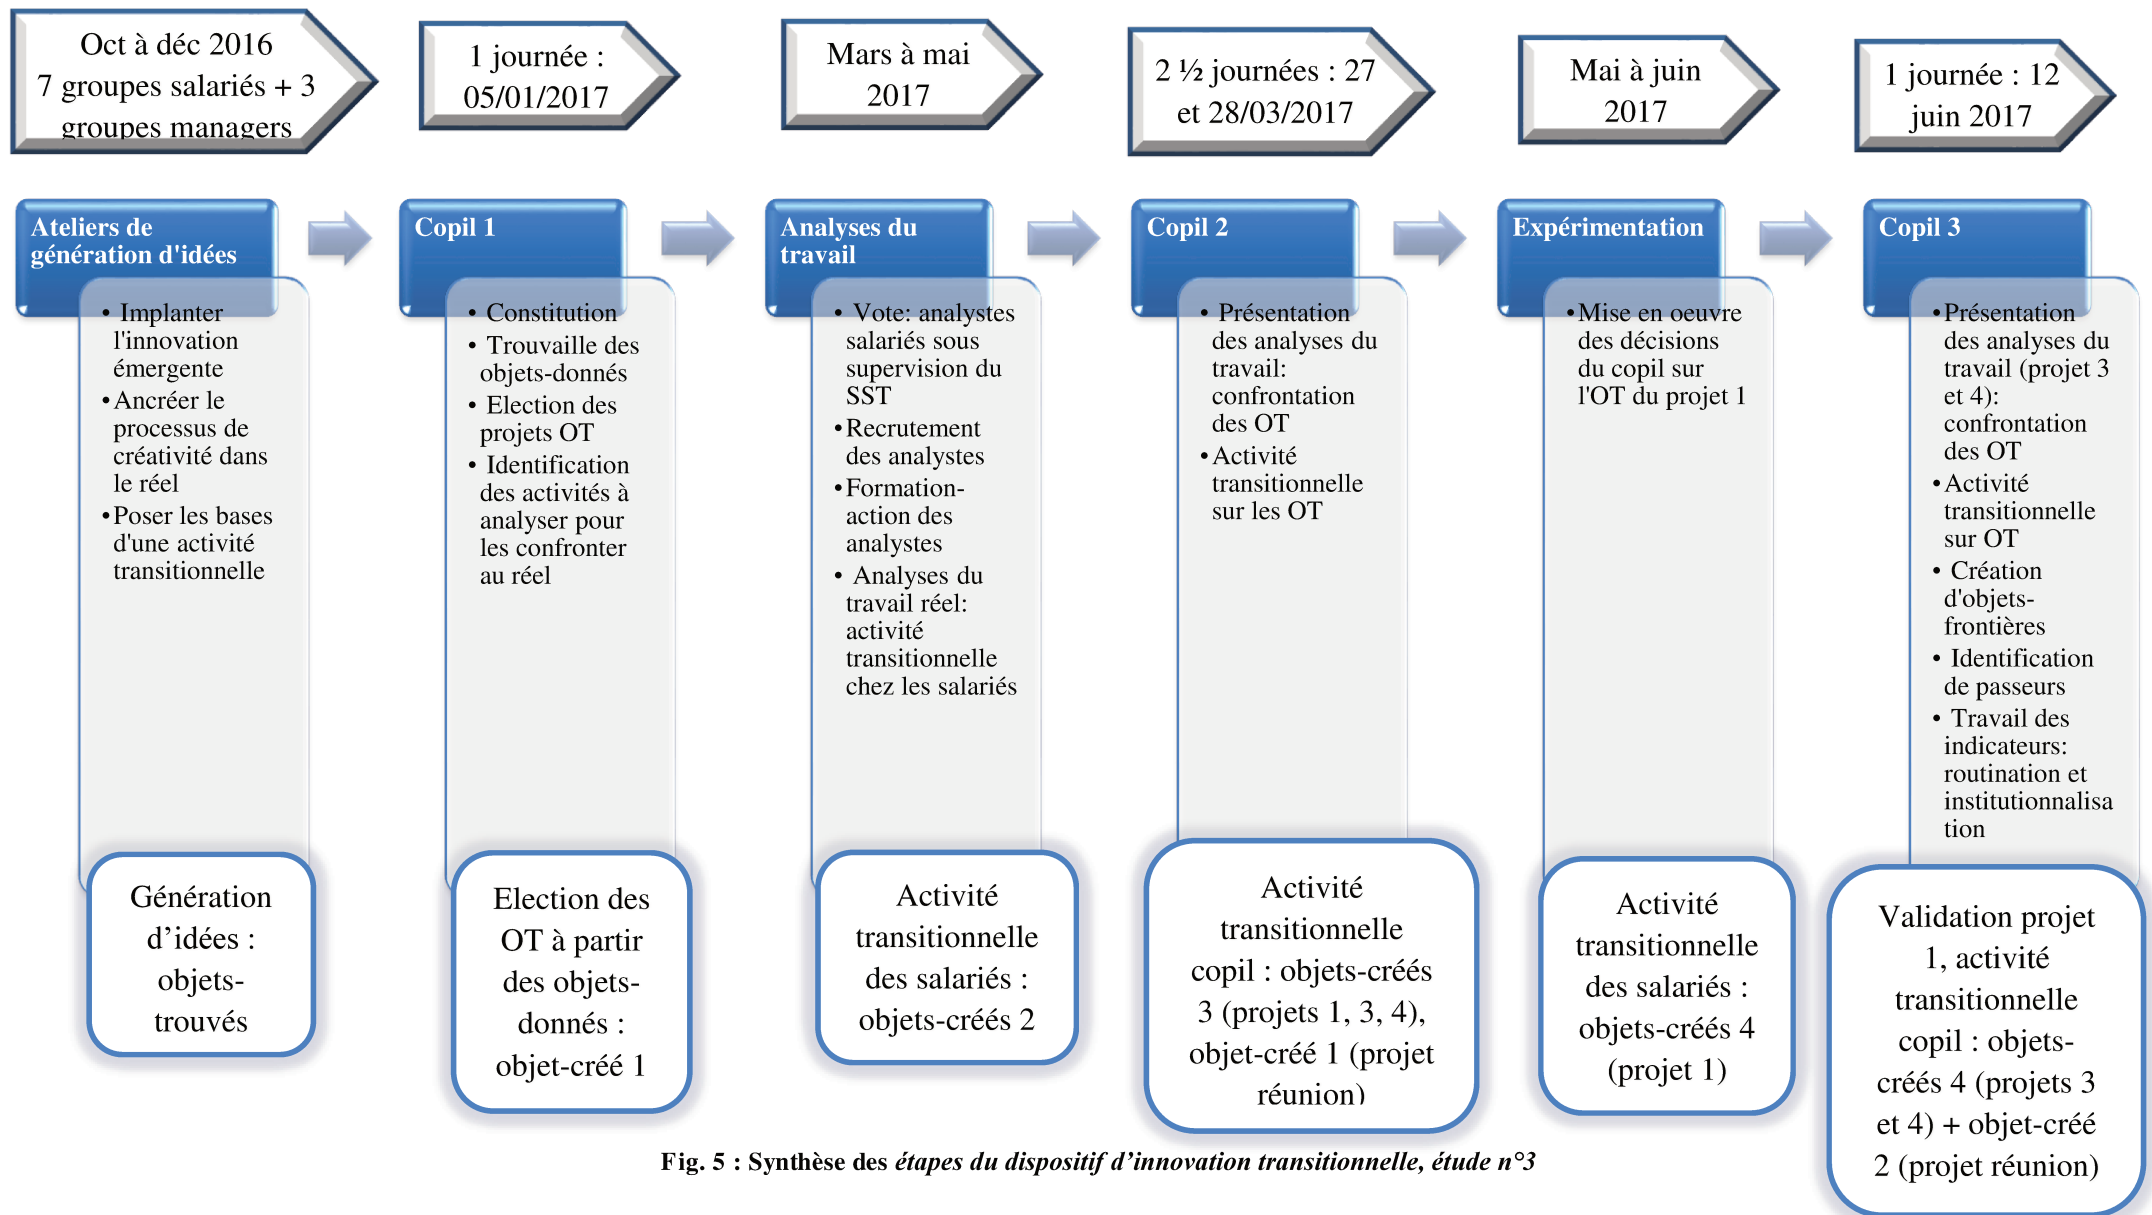 Oct à déc 2016
7 groupes salariés + 3
groupes managers
1 journée :
05/01/2017
Mars à mai
2017
2 ½ journées : 27
et 28/03/2017
Mai à juin
2017
1 journée : 12
juin 2017
Ateliers de
génération d'idées
• Implanter
l'innovation
émergente
•Ancréer le
processus de
créativité dans
le réel
•Poser les bases
d'une activité
transitionnelle
Génération
d’idées :
objets-
trouvés
Copil 1
• Constitution
• Trouvaille des
objets-donnés
• Election des
projets OT
• Identification
des activités à
analyser pour
les confronter
au réel
Election des
OT à partir
des objets-
donnés :
objet-créé 1
Analyses du
travail
• Vote: analystes
salariés sous
supervision du
SST
•Recrutement
des analystes
•Formation-
action des
analystes
• Analyses du
travail réel:
activité
transitionnelle
chez les salariés
Activité
transitionnelle
des salariés :
objets-créés 2
Copil 2
• Présentation
des analyses du
travail:
confrontation
des OT
•Activité
transitionnelle
sur les OT
Activité
transitionnelle
copil : objets-créés
3 (projets 1, 3, 4),
objet-créé 1 (projet
réunion)
Expérimentation
•Mise en oeuvre
des décisions
du copil sur
l'OT du projet 1
Activité
transitionnelle
des salariés :
objets-créés 4
(projet 1)
Copil 3
•Présentation
des analyses du
travail (projet 3
et 4):
confrontation
des OT
•Activité
transitionnelle
sur OT
• Création
d'objets-
frontières
• Identification
de passeurs
• Travail des
indicateurs:
routination et
institutionnalisa
tion
Validation projet
1, activité
transitionnelle
copil : objets-
créés 4 (projets 3
et 4) + objet-créé
2 (projet réunion)
Fig. 5 : Synthèse des étapes du dispositif d’innovation transitionnelle, étude n°3